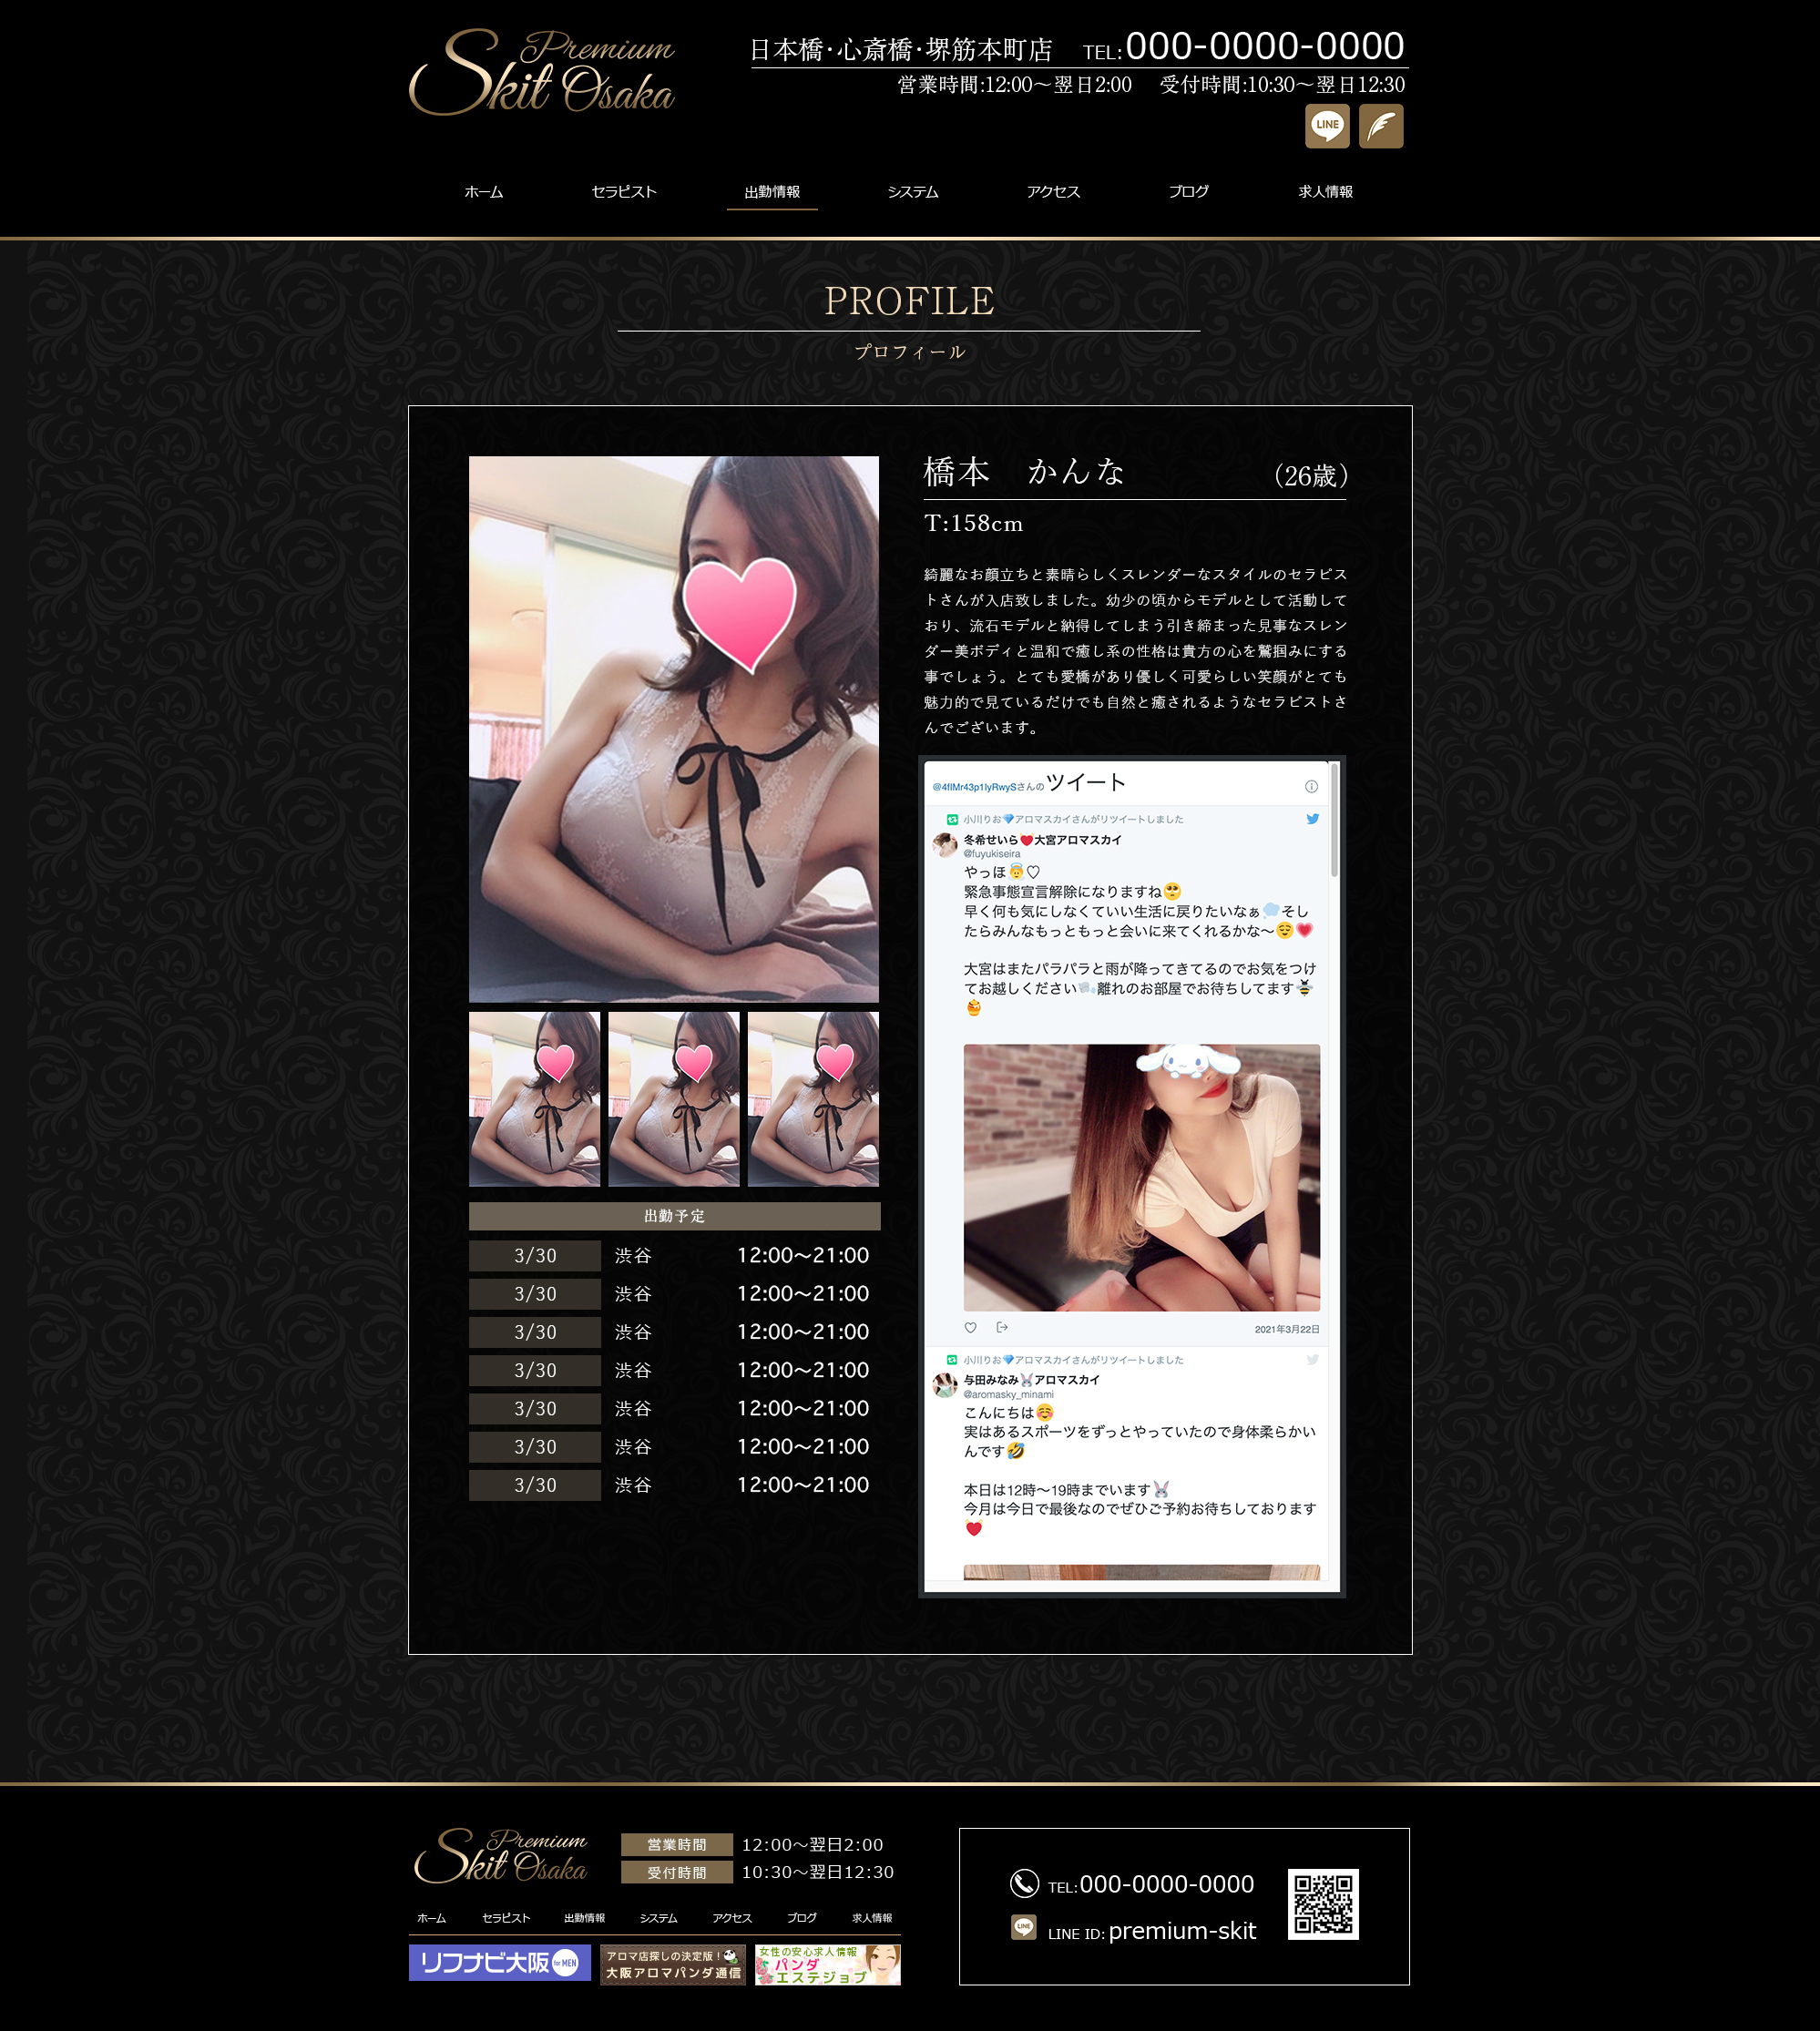 Premium
Skit Osaka
日本橋・心斎橋・堺筋本町店 TEL:000-0000-0000
営業時間:12:00〜翌日2:00 受付時間:10:30〜翌日12:30
LINE
ホーム セラピスト 出勤情報 システム アクセス ブログ 求人情報
PROFILE
プロフィール
橋本 かんな (26歳)
T:158cm
綺麗なお顔立ちと素晴らしくスレンダーなスタイルのセラピス
トさんが入店致しました。幼少の頃からモデルとして活動して
おり、流石モデルと納得してしまう引き締まった見事なスレン
ダー美ボディと温和で癒し系の性格は貴方の心を鷲掴みにする
事でしょう。とても愛橋があり優しく可愛らしい笑顔がとても
魅力的で見ているだけでも自然と癒されるようなセラピストさ
んでございます。
@4flMr43p1lyRwySさんのツイート
小川りお💎アロマスカイさんがリツイートしました
冬希せいら💓大宮アロマスカイ
@fuyukiseira
やっほ👼♡
緊急事態宣言解除になりますね🥺
早く何も気にしなくていい生活に戻りたいなぁ💭そし
たらみんなもっともっと会いに来てくれるかな〜😌💗
大宮はまたパラパラと雨が降ってきてるのでお気をつけ
てお越しください🌬離れのお部屋でお待ちしてます🐝
🍯
2021年3月22日
小川りお💎アロマスカイさんがリツイートしました
与田みなみ🐰アロマスカイ
@aromasky_minami
こんにちは☺️
実はあるスポーツをずっとやっていたので身体柔らかい
んです🤣
本日は12時〜19時までいます🐰
今月は今日で最後なのでぜひご予約お待ちしております
💓
出勤予定
3/30 渋谷 12:00〜21:00
3/30 渋谷 12:00〜21:00
3/30 渋谷 12:00〜21:00
3/30 渋谷 12:00〜21:00
3/30 渋谷 12:00〜21:00
3/30 渋谷 12:00〜21:00
3/30 渋谷 12:00〜21:00
Premium
Skit Osaka
営業時間 12:00〜翌日2:00
受付時間 10:30〜翌日12:30
ホーム セラピスト 出勤情報 システム アクセス ブログ 求人情報
リフナビ大阪 for MEN
アロマ店探しの決定版！
大阪アロマパンダ通信
女性の安心求人情報
パンダ
エステジョブ
TEL:000-0000-0000
LINE
LINE ID: premium-skit